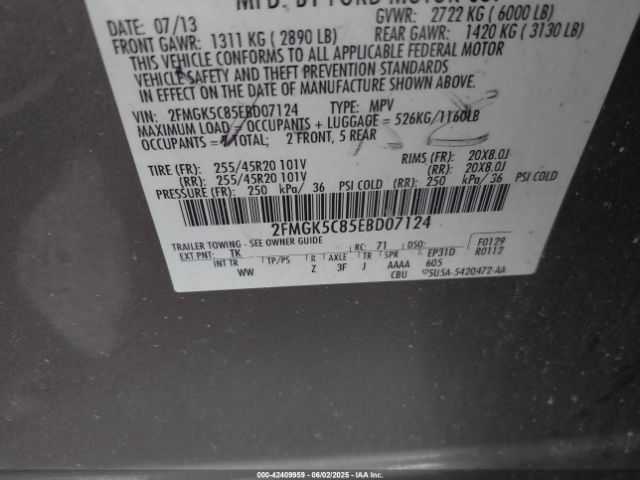 MFD. BY FORD MOTOR CO.
DATE: 07/13 GVWR: 2722 KG ( 6000 LB)
FRONT GAWR: 1311 KG ( 2890 LB) REAR GAWR: 1420 KG ( 3130 LB)
THIS VEHICLE CONFORMS TO ALL APPLICABLE FEDERAL MOTOR
VEHICLE SAFETY AND THEFT PREVENTION STANDARDS
IN EFFECT ON THE DATE OF MANUFACTURE SHOWN ABOVE.
VIN: 2FMGK5C85EBD07124 TYPE: MPV
MAXIMUM LOAD = OCCUPANTS + LUGGAGE = 526KG/1160LB
OCCUPANTS = TOTAL; 2 FRONT, 5 REAR
TIRE (FR): 255/45R20 101V RIMS (FR): 20X8.0J
(RR): 255/45R20 101V (RR): 20X8.0J
PRESSURE (FR): 250 kPa/ 36 PSI COLD (RR): 250 kPa/ 36 PSI COLD
2FMGK5C85EBD07124
TRAILER TOWING - SEE OWNER GUIDE F0129
EXT PNT: TK RC: 71 DSO: R0112
INT TR TP/PS R AXLE TR SPR EP31D
WW Z 3F J AAAA 605
CBU 5U5A-5420472-AA
00-42409959 | 06/02/2025 - IAA Inc.